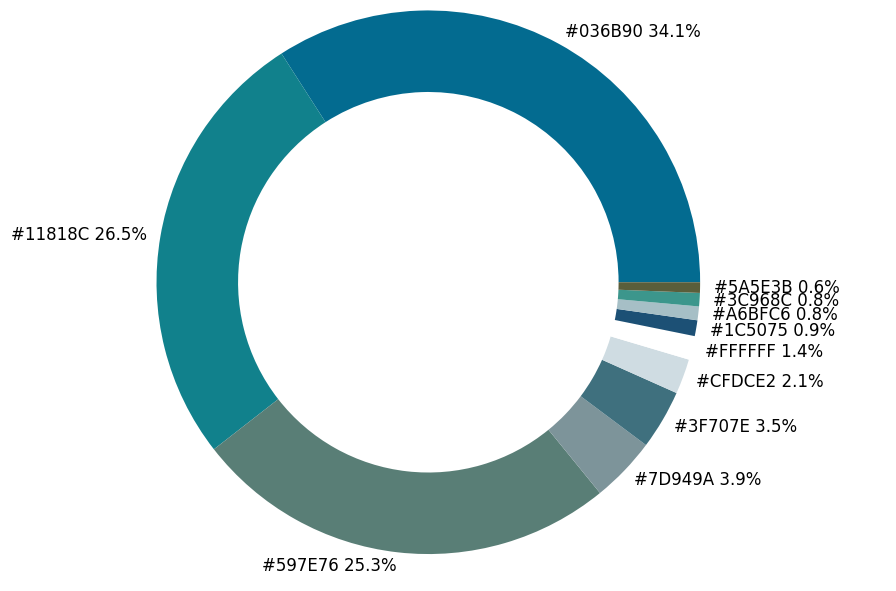 #036B90 34.1%
#11818C 26.5%
#5A5E3B 0.6%
#3C968C 0.8%
#A6BFC6 0.8%
#1C5075 0.9%
#FFFFFF 1.4%
#CFDCE2 2.1%
#3F707E 3.5%
#7D949A 3.9%
#597E76 25.3%